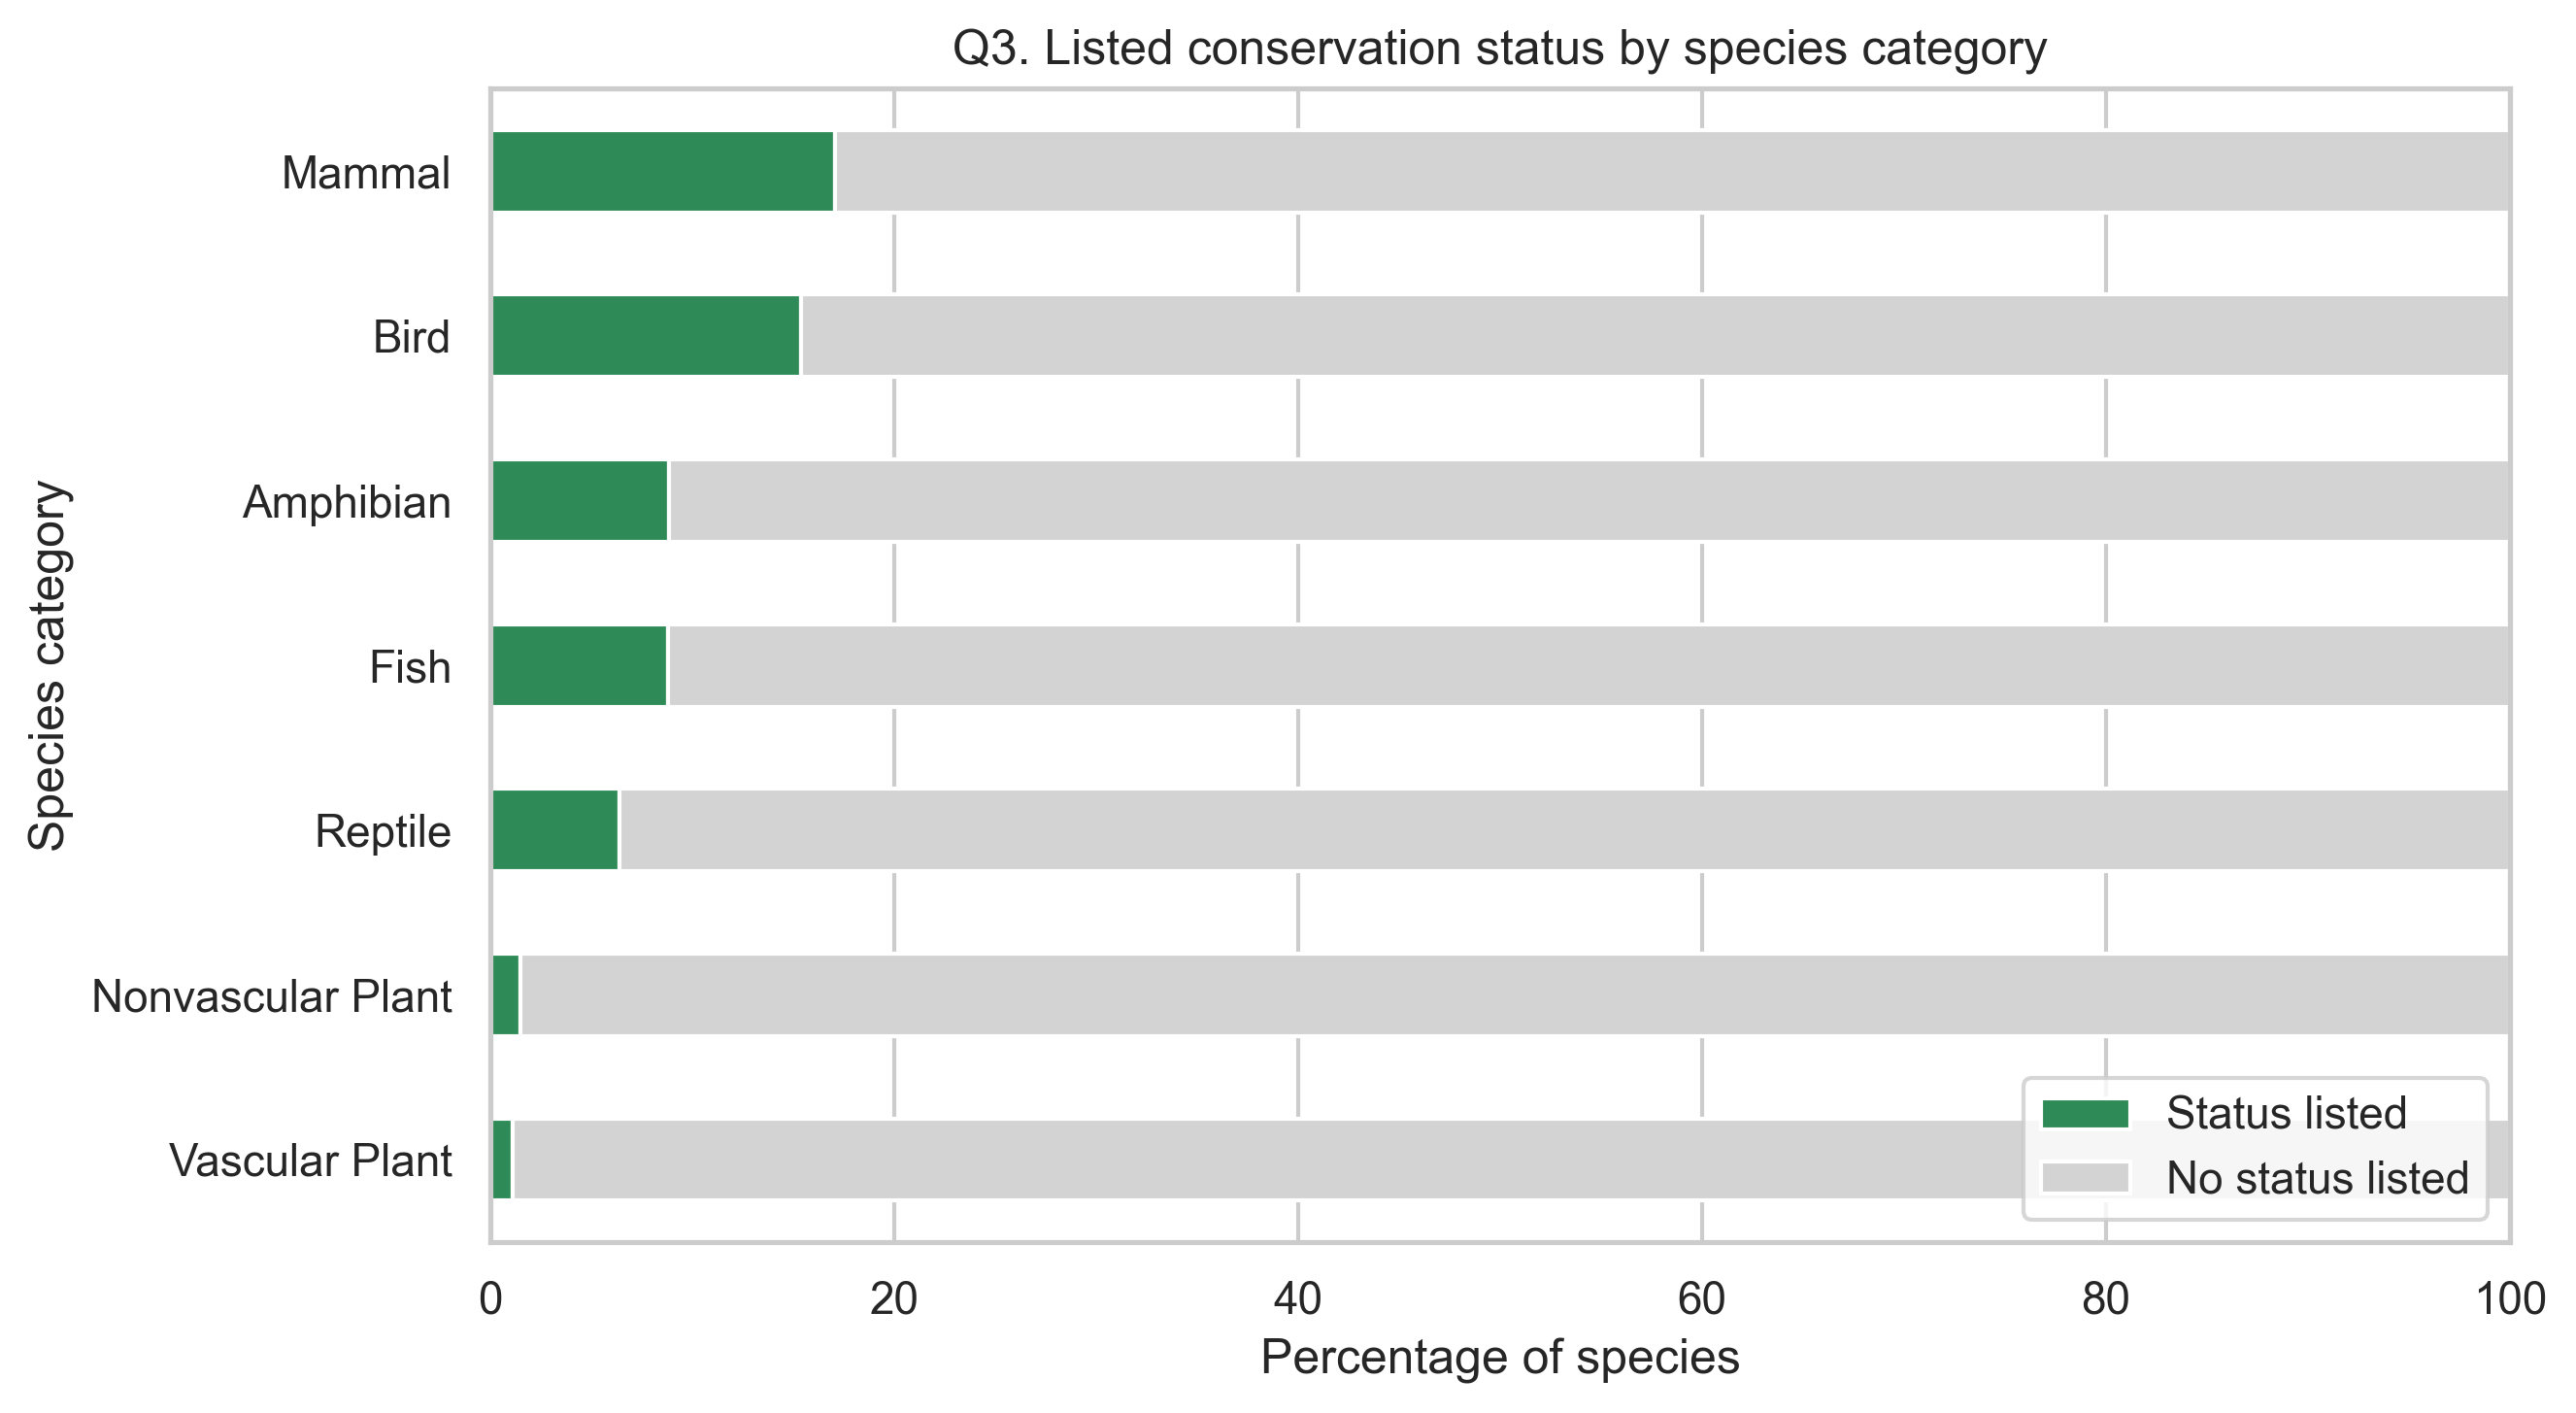 Q3. Listed conservation status by species category
Mammal
Bird
Amphibian
Fish
Reptile
Nonvascular Plant
Vascular Plant
Species category
Status listed
No status listed
0 20 40 60 80 100
Percentage of species